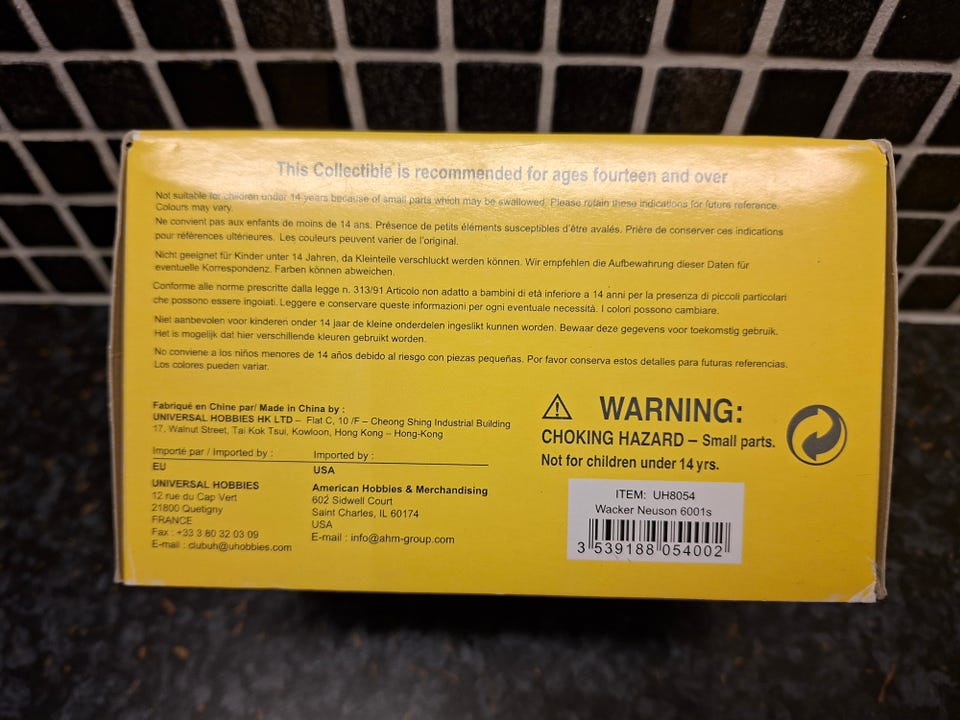 This Collectible is recommended for ages fourteen and over
Not suitable for children under 14 years because of small parts which may be swallowed. Please retain these indications for future reference.
Colours may vary.
Ne convient pas aux enfants de moins de 14 ans. Présence de petits éléments susceptibles d'être avalés. Prière de conserver ces indications
pour références ultérieures. Les couleurs peuvent varier de l'original.
Nicht geeignet für Kinder unter 14 Jahren, da Kleinteile verschluckt werden können. Wir empfehlen die Aufbewahrung dieser Daten für
eventuelle Korrespondenz. Farben können abweichen.
Conforme alle norme prescritte dalla legge n. 313/91 Articolo non adatto a bambini di età inferiore a 14 anni per la presenza di piccoli particolari
che possono essere ingoiati. Leggere e conservare queste informazioni per ogni eventuale necessità. I colori possono cambiare.
Niet aanbevolen voor kinderen onder 14 jaar de kleine onderdelen ingeslikt kunnen worden. Bewaar deze gegevens voor toekomstig gebruik.
Het is mogelijk dat hier verschillende kleuren gebruikt worden.
No conviene a los niños menores de 14 años debido al riesgo con piezas pequeñas. Por favor conserva estos detalles para futuras referencias.
Los colores pueden variar.
Fabriqué en Chine par/ Made in China by :
UNIVERSAL HOBBIES HK LTD – Flat C, 10 /F – Cheong Shing Industrial Building
17, Walnut Street, Tai Kok Tsui, Kowloon, Hong Kong – Hong-Kong
Importé par / Imported by :
EU
UNIVERSAL HOBBIES
12 rue du Cap Vert
21800 Quetigny
FRANCE
Fax : +33 3 80 32 03 09
E-mail : clubuh@uhobbies.com
Imported by :
USA
American Hobbies & Merchandising
602 Sidwell Court
Saint Charles, IL 60174
USA
E-mail : info@ahm-group.com
WARNING:
CHOKING HAZARD – Small parts.
Not for children under 14 yrs.
ITEM: UH8054
Wacker Neuson 6001s
3 539188 054002